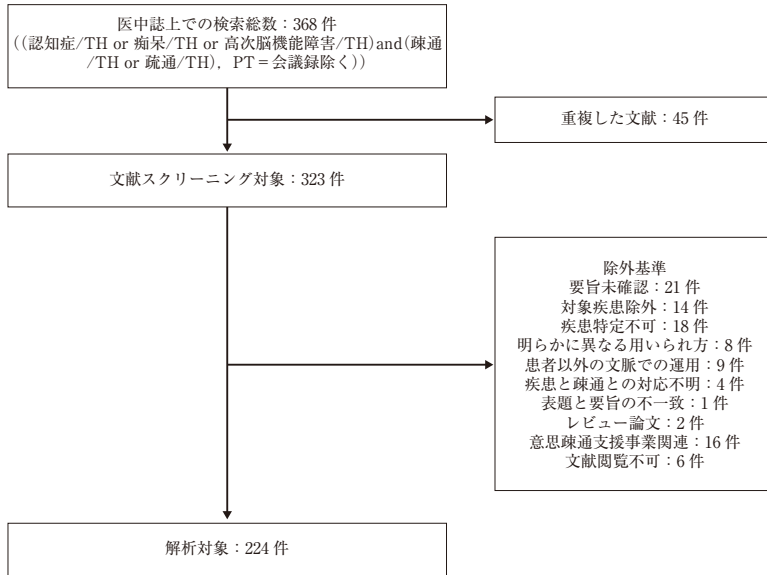 医中誌上での検索総数：368 件
((認知症/TH or 痴呆/TH or 高次脳機能障害/TH)and(疎通
/TH or 疏通/TH)，PT＝会議録除く))
重複した文献：45 件
文献スクリーニング対象：323 件
除外基準
要旨未確認：21 件
対象疾患除外：14 件
疾患特定不可：18 件
明らかに異なる用いられ方：8 件
患者以外の文脈での運用：9 件
疾患と疎通との対応不明：4 件
表題と要旨の不一致：1 件
レビュー論文：2 件
意思疎通支援事業関連：16 件
文献閲覧不可：6 件
解析対象：224 件